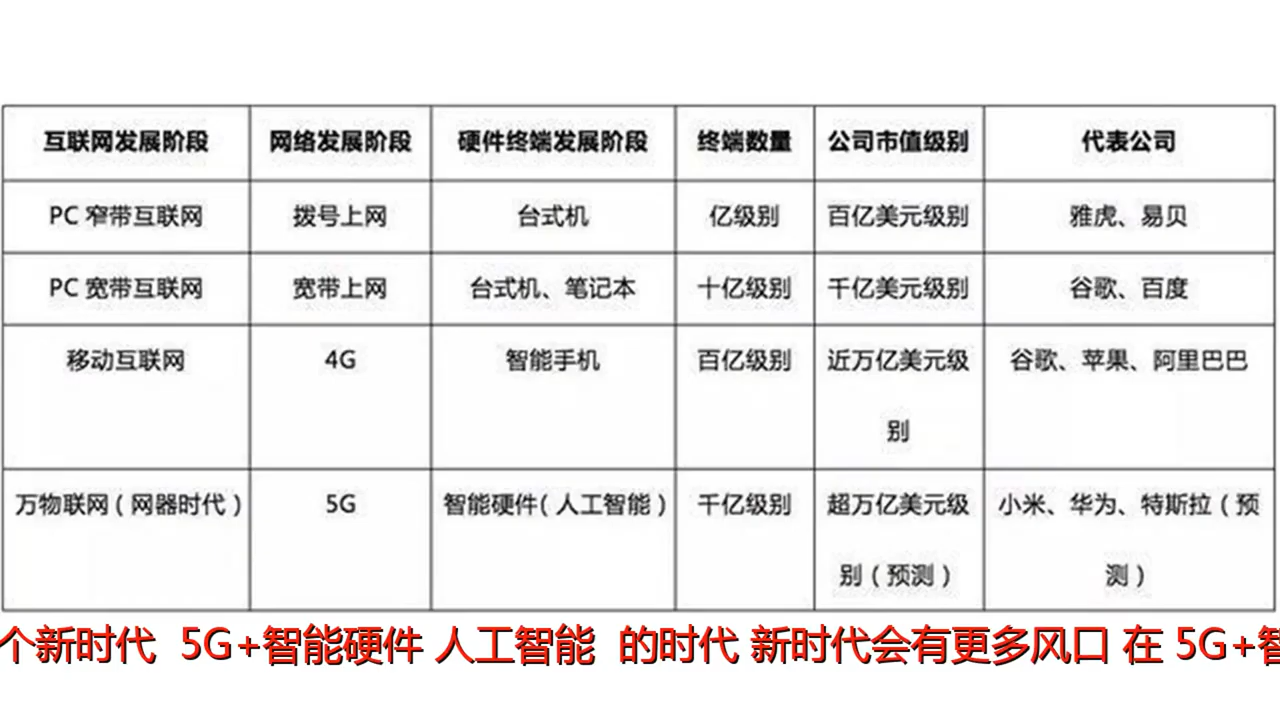 互联网发展阶段 网络发展阶段 硬件终端发展阶段 终端数量 公司市值级别 代表公司
PC 窄带互联网 拨号上网 台式机 亿级别 百亿美元级别 雅虎、易贝
PC 宽带互联网 宽带上网 台式机、笔记本 十亿级别 千亿美元级别 谷歌、百度
移动互联网 4G 智能手机 百亿级别 近万亿美元级 谷歌、苹果、阿里巴巴
别
万物联网（网器时代） 5G 智能硬件（人工智能） 千亿级别 超万亿美元级 小米、华为、特斯拉（预
别（预测） 测）
个新时代 5G+智能硬件 人工智能 的时代 新时代会有更多风口 在 5G+智